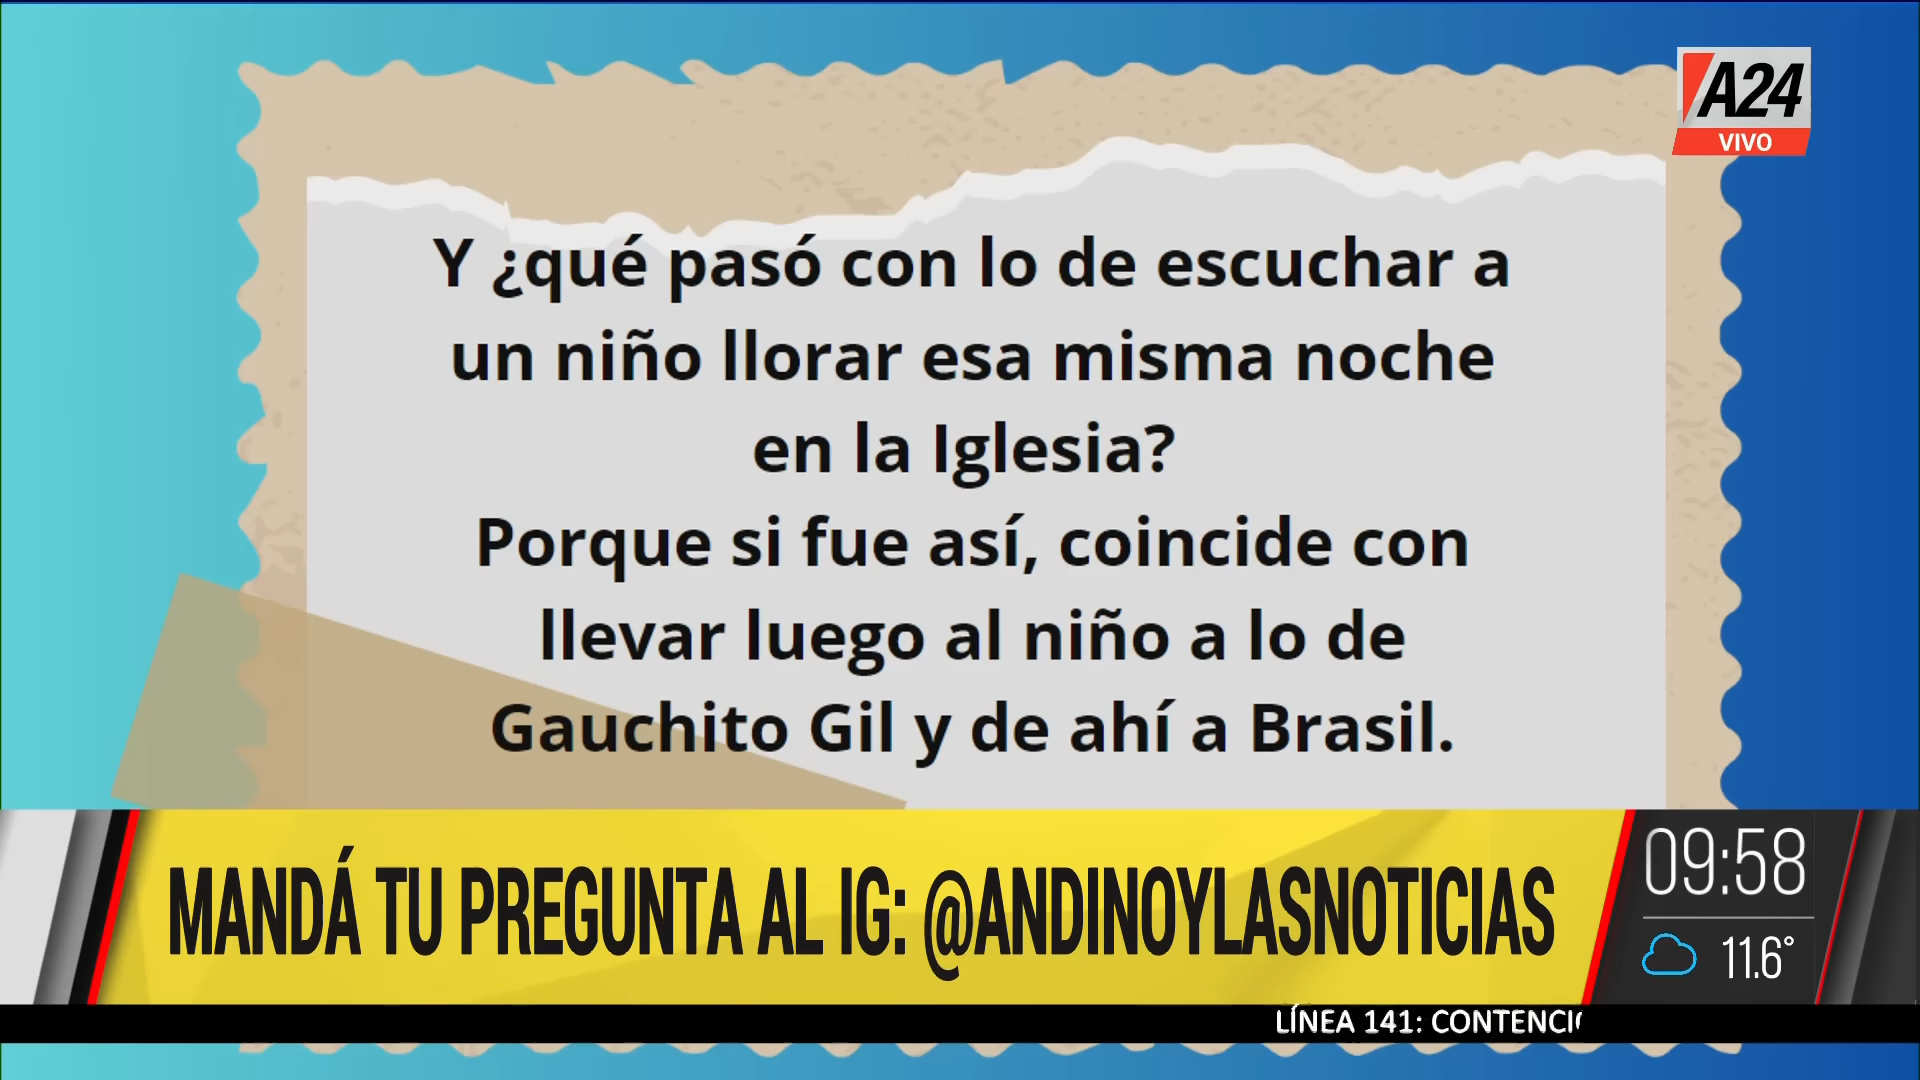 A24
VIVO
Y ¿qué pasó con lo de escuchar a
un niño llorar esa misma noche
en la Iglesia?
Porque si fue así, coincide con
llevar luego al niño a lo de
Gauchito Gil y de ahí a Brasil.
MANDÁ TU PREGUNTA AL IG: @ANDINOYLASNOTICIAS
09:58
11.6°
LÍNEA 141: CONTENCI